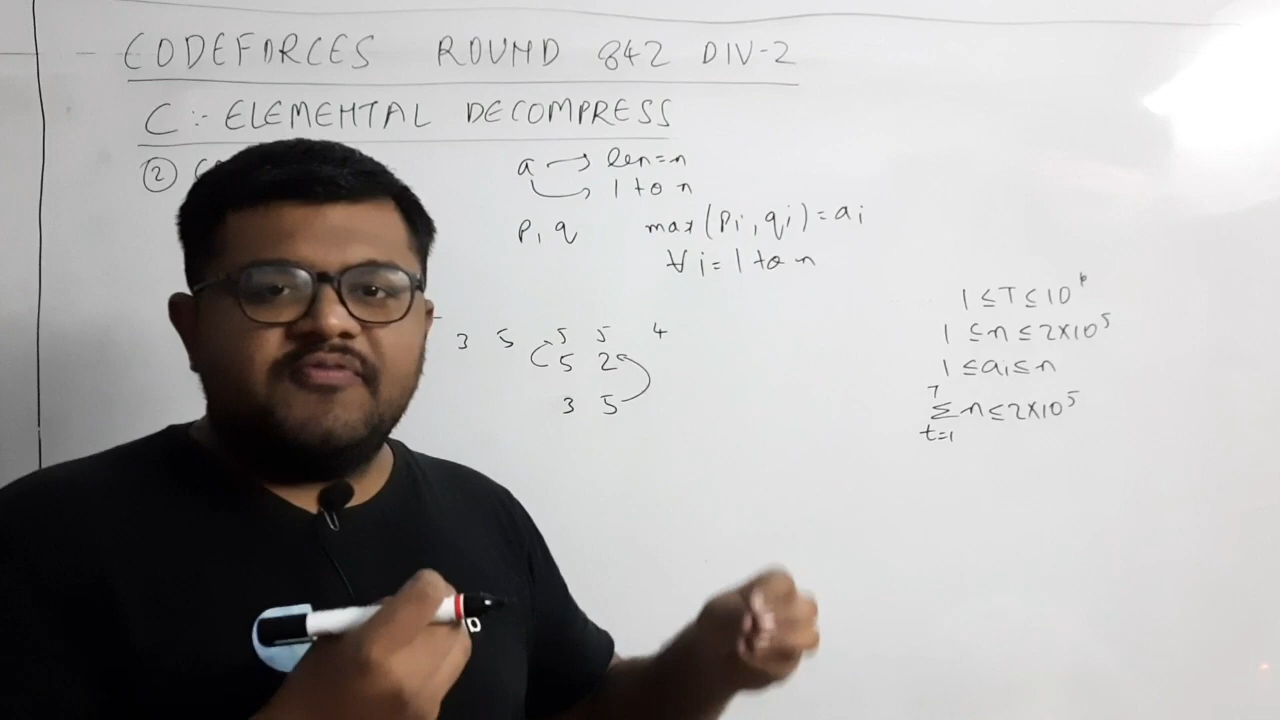 CODEFORCES ROUND 842 DIV-2
C :- ELEMENTAL DECOMPRESS
②
a → len=n
→ 1 to n
p, q max(pi, qi) = ai
∀ i = 1 to n
3 5 5 5 4
5 2
3 5
1 ≤ T ≤ 10
1 ≤ n ≤ 2×10⁵
1 ≤ ai ≤ n
T
Σ n ≤ 2×10⁵
t=1